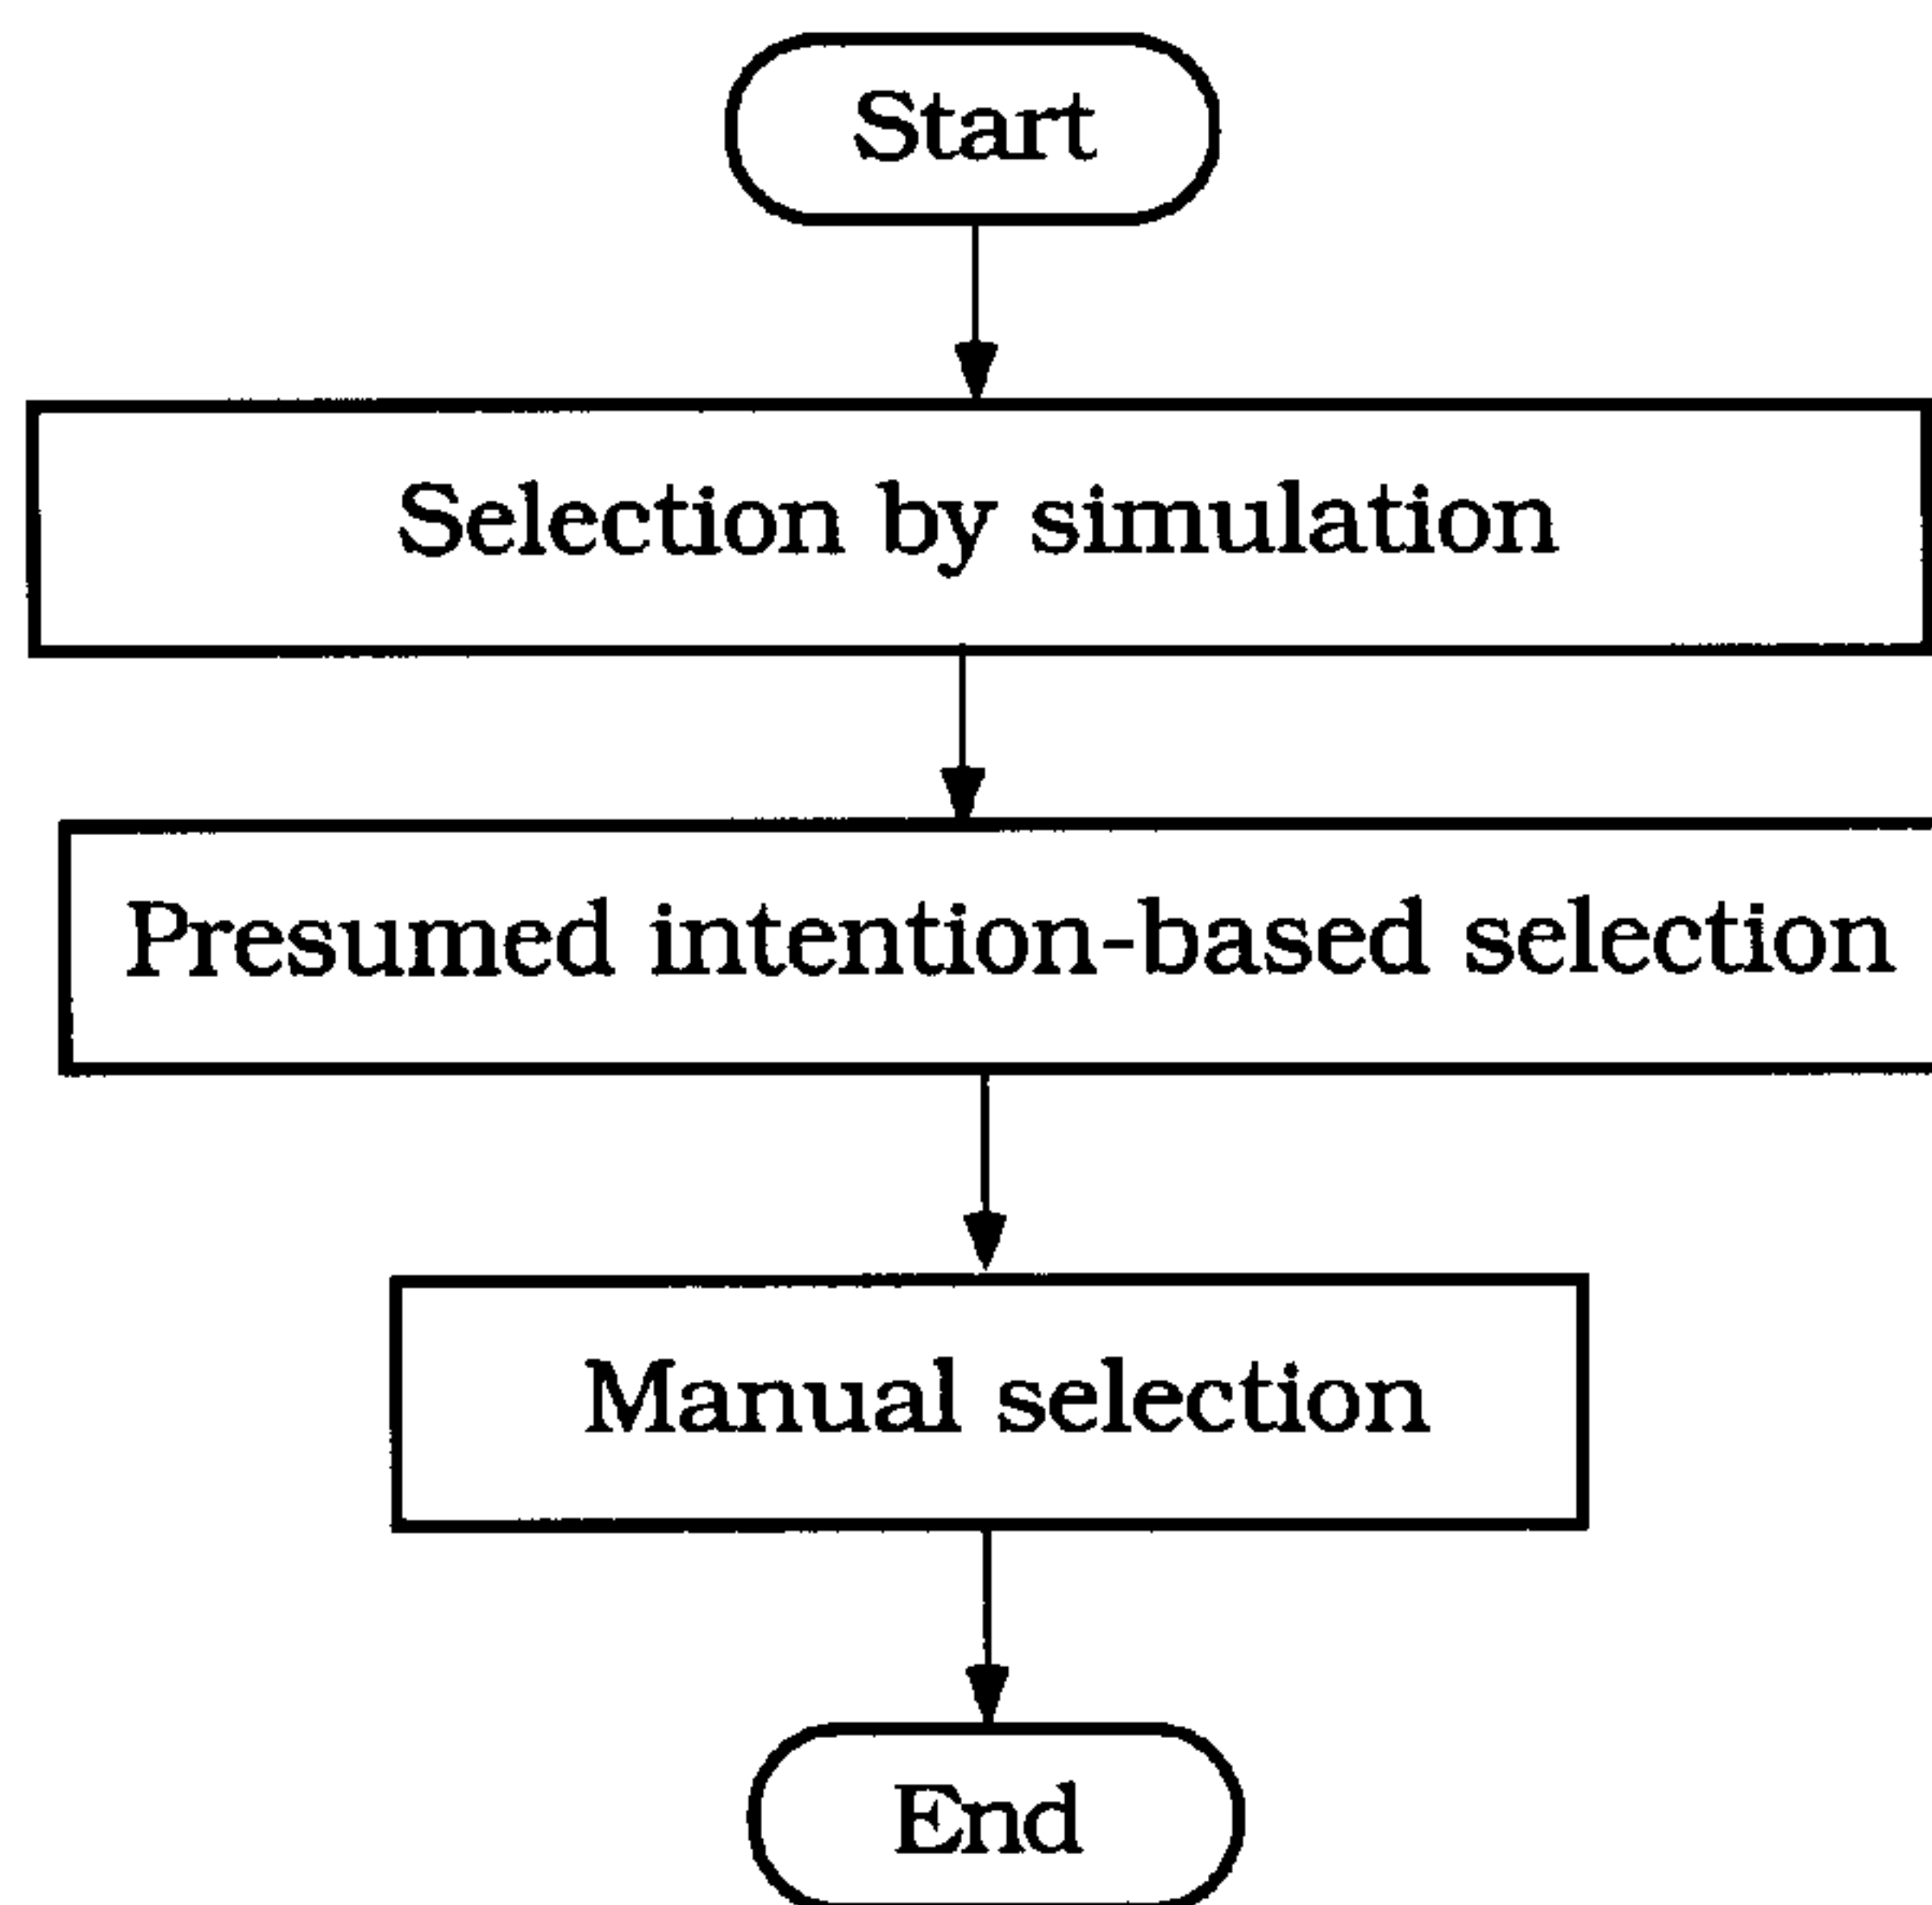 Start
Selection by simulation
Presumed intention-based selection
Manual selection
End